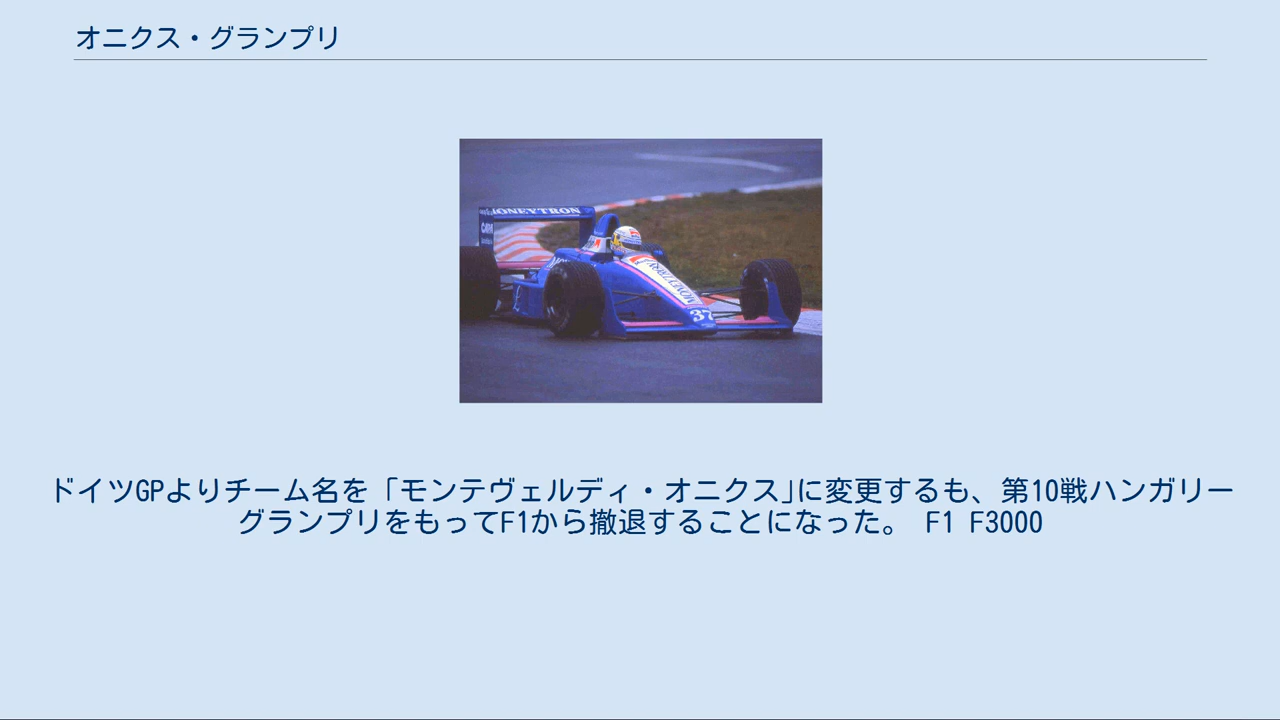 オニクス・グランプリ
MONEYTRON
MONEYTRON
37
ドイツGPよりチーム名を「モンテヴェルディ・オニクス」に変更するも、第10戦ハンガリー
グランプリをもってF1から撤退することになった。 F1 F3000